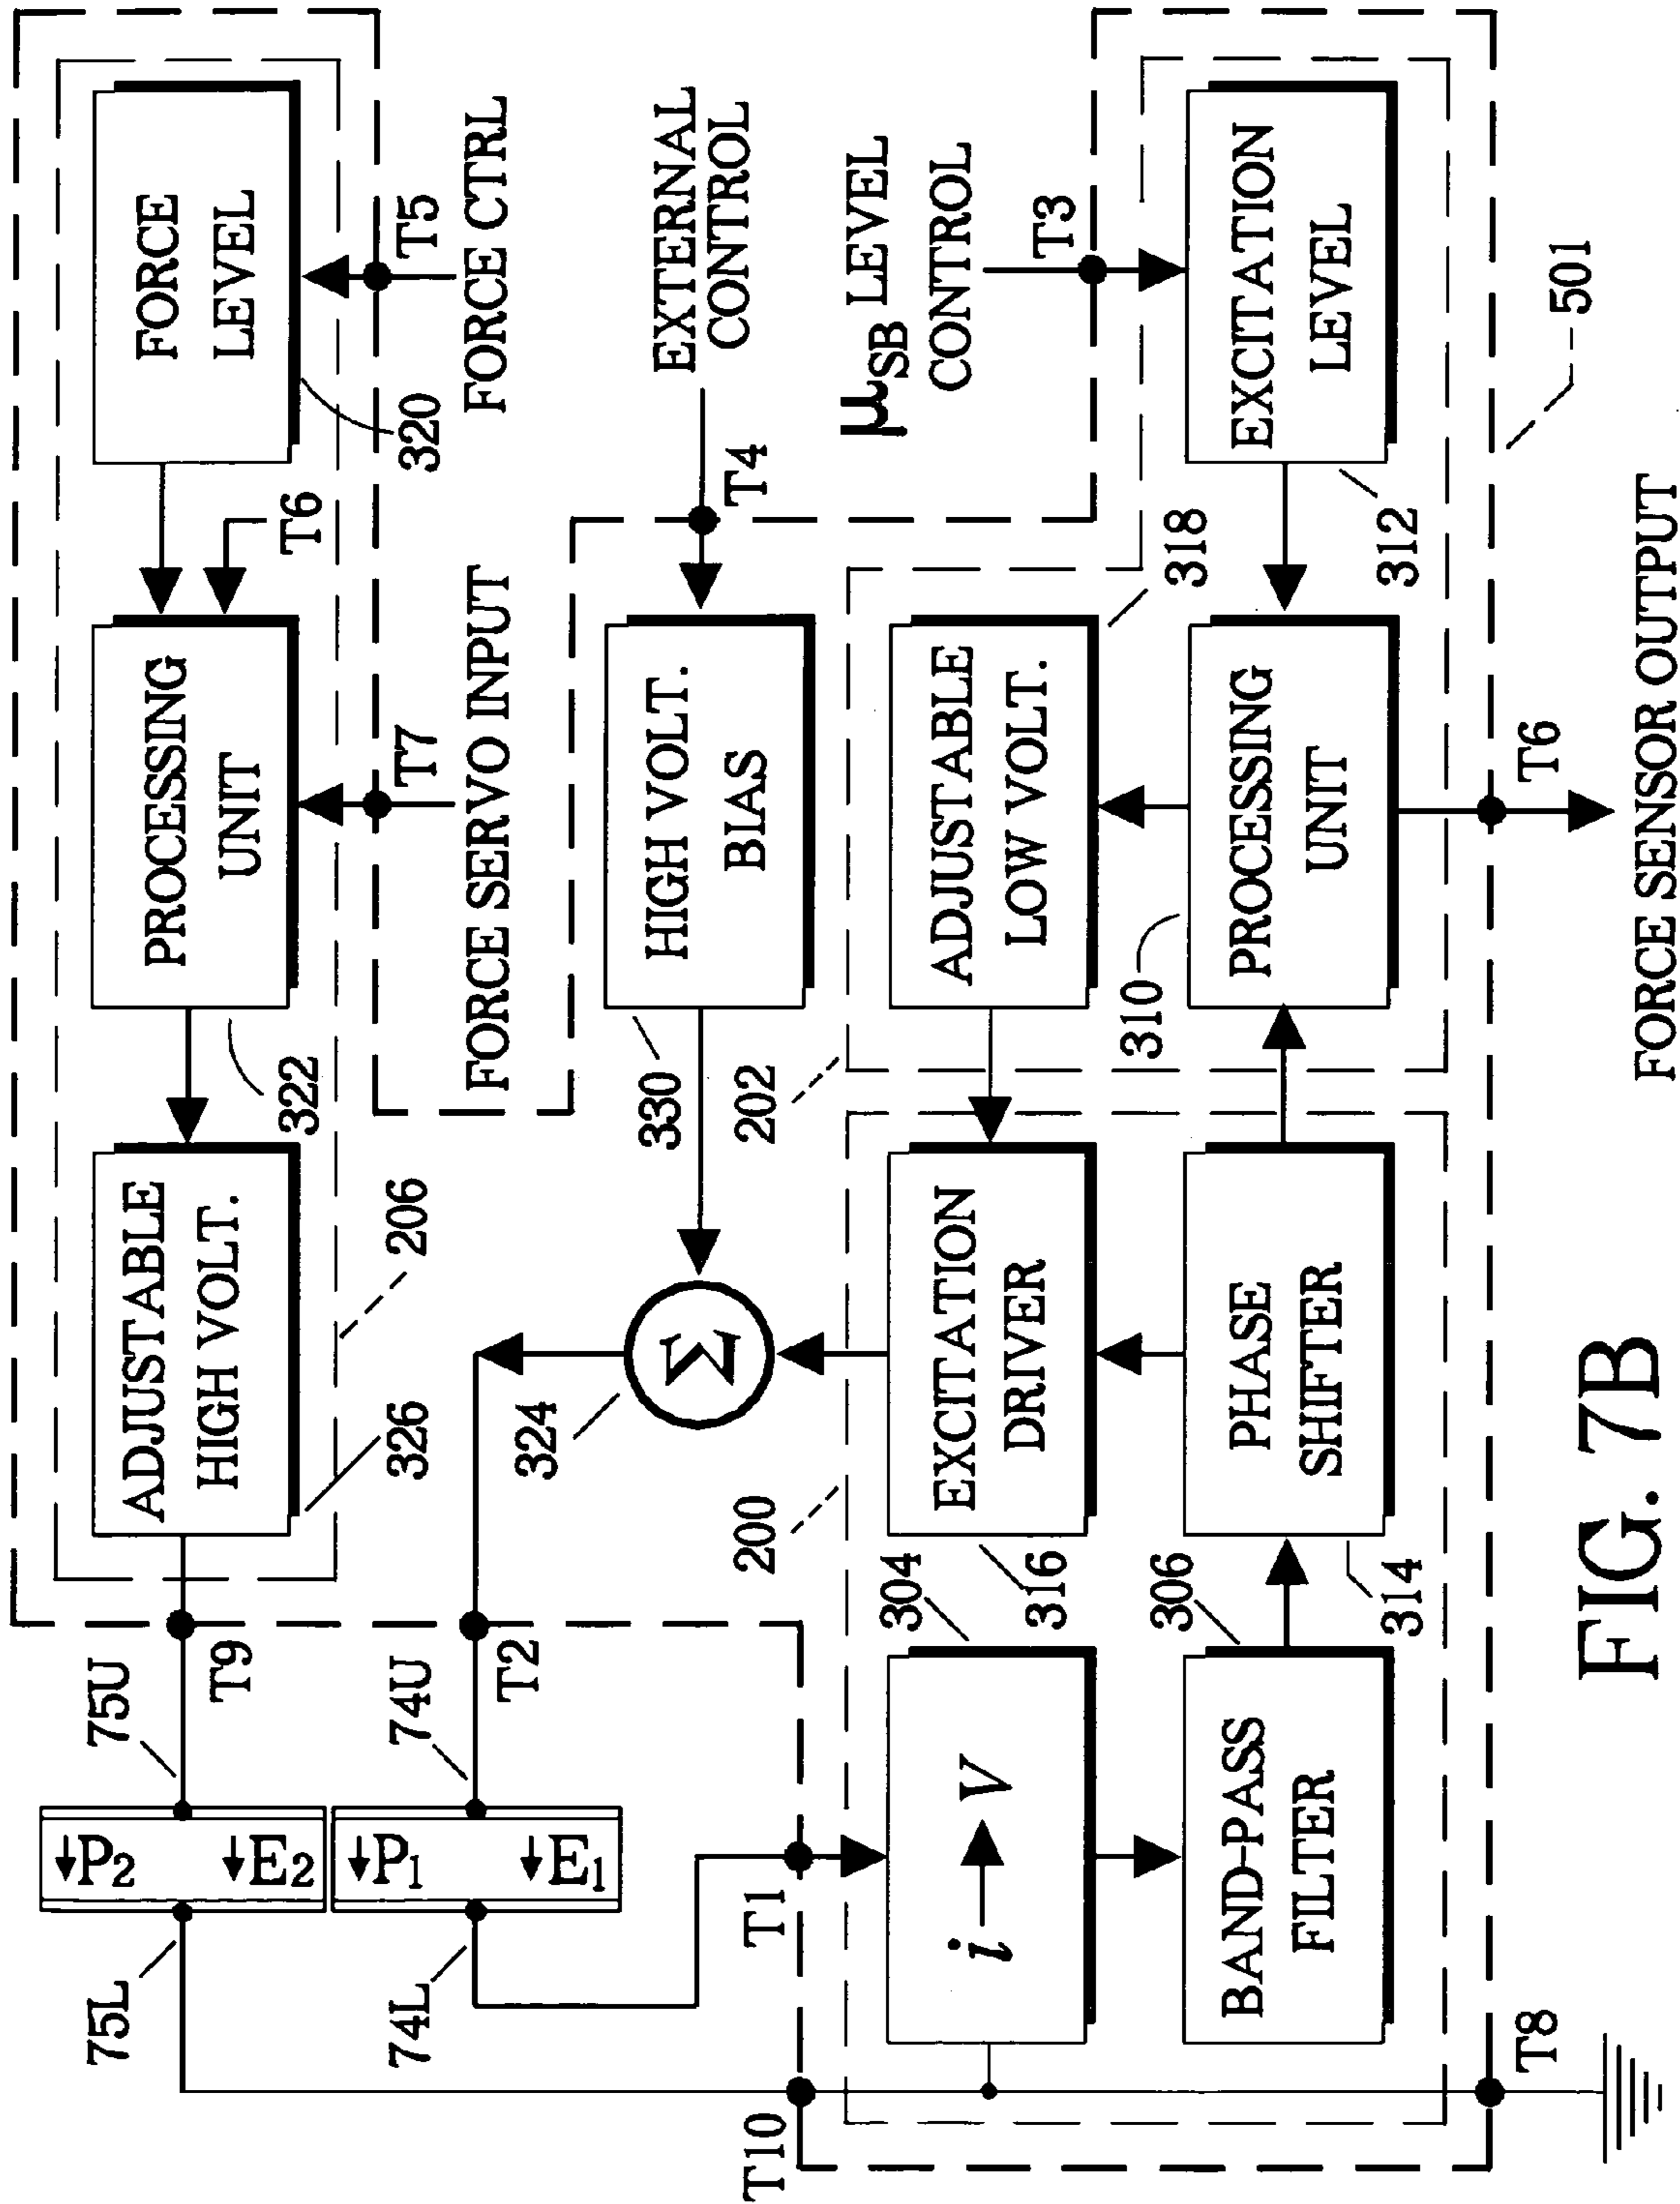 75L
75U
↓P2
↓E2
T9
ADJUSTABLE
HIGH VOLT.
326
206
PROCESSING
UNIT
322
T6
FORCE
LEVEL
320
T7
FORCE SERVO INPUT
T5
FORCE CTRL
74L
74U
↓P1
↓E1
T2
324
Σ
330
HIGH VOLT.
BIAS
T4
EXTERNAL
CONTROL
T10
T1
200
202
304
i → V
316
EXCITATION
DRIVER
ADJUSTABLE
LOW VOLT.
318
μSB LEVEL
CONTROL
T3
306
BAND-PASS
FILTER
314
PHASE
SHIFTER
310
PROCESSING
UNIT
312
EXCITATION
LEVEL
T8
T6
501
FORCE SENSOR OUTPUT
FIG. 7B